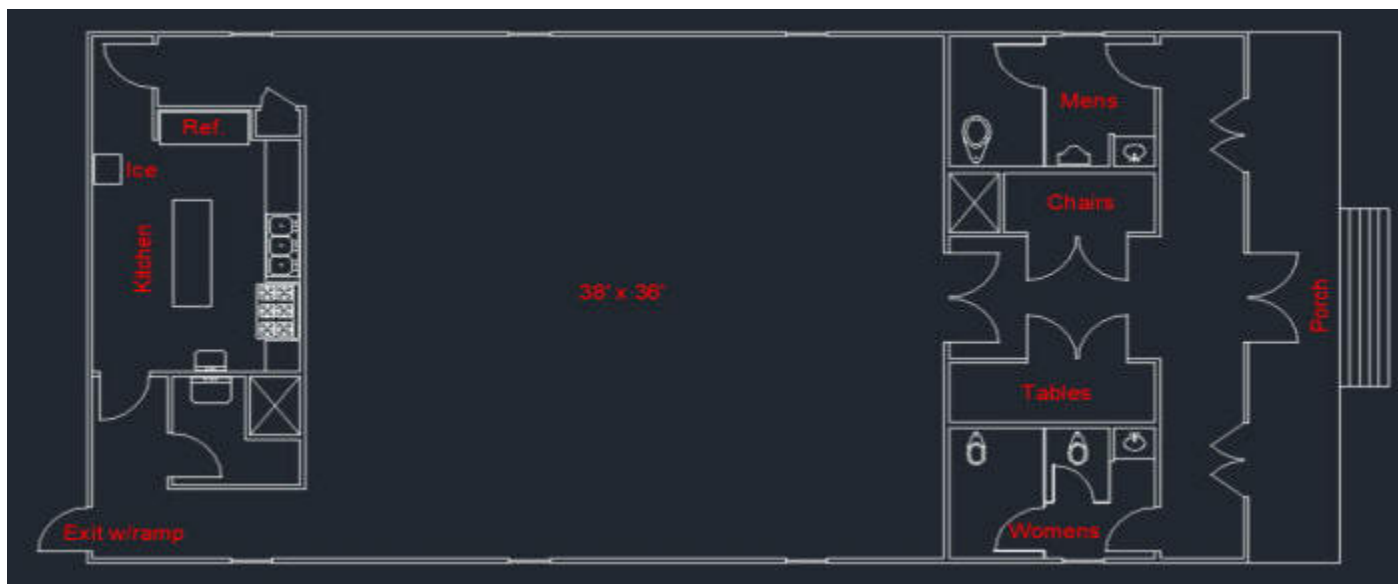 Mens
Ref.
Ice
Chairs
Kitchen
38' x 36'
Porch
Tables
Exit w/ramp
Womens